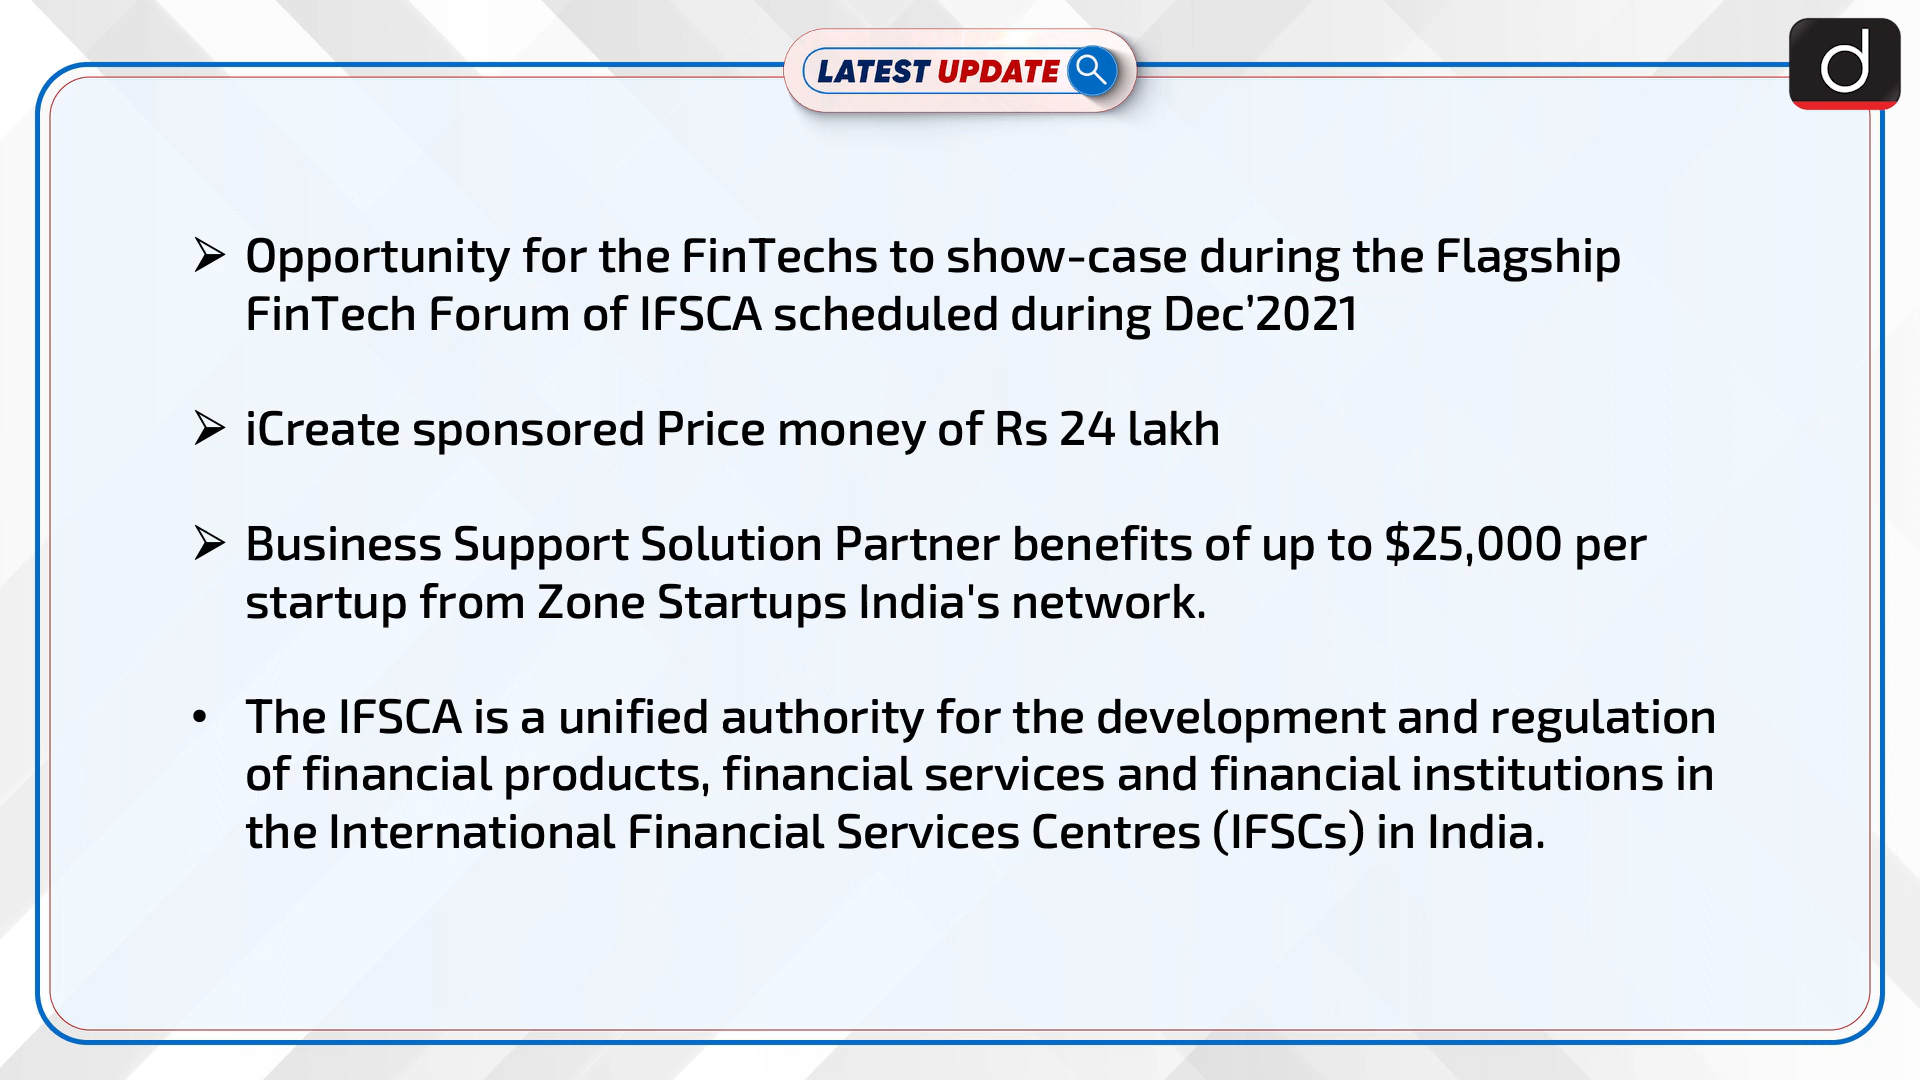 LATEST UPDATE
d
➢ Opportunity for the FinTechs to show-case during the Flagship
FinTech Forum of IFSCA scheduled during Dec’2021
➢ iCreate sponsored Price money of Rs 24 lakh
➢ Business Support Solution Partner benefits of up to $25,000 per
startup from Zone Startups India's network.
• The IFSCA is a unified authority for the development and regulation
of financial products, financial services and financial institutions in
the International Financial Services Centres (IFSCs) in India.